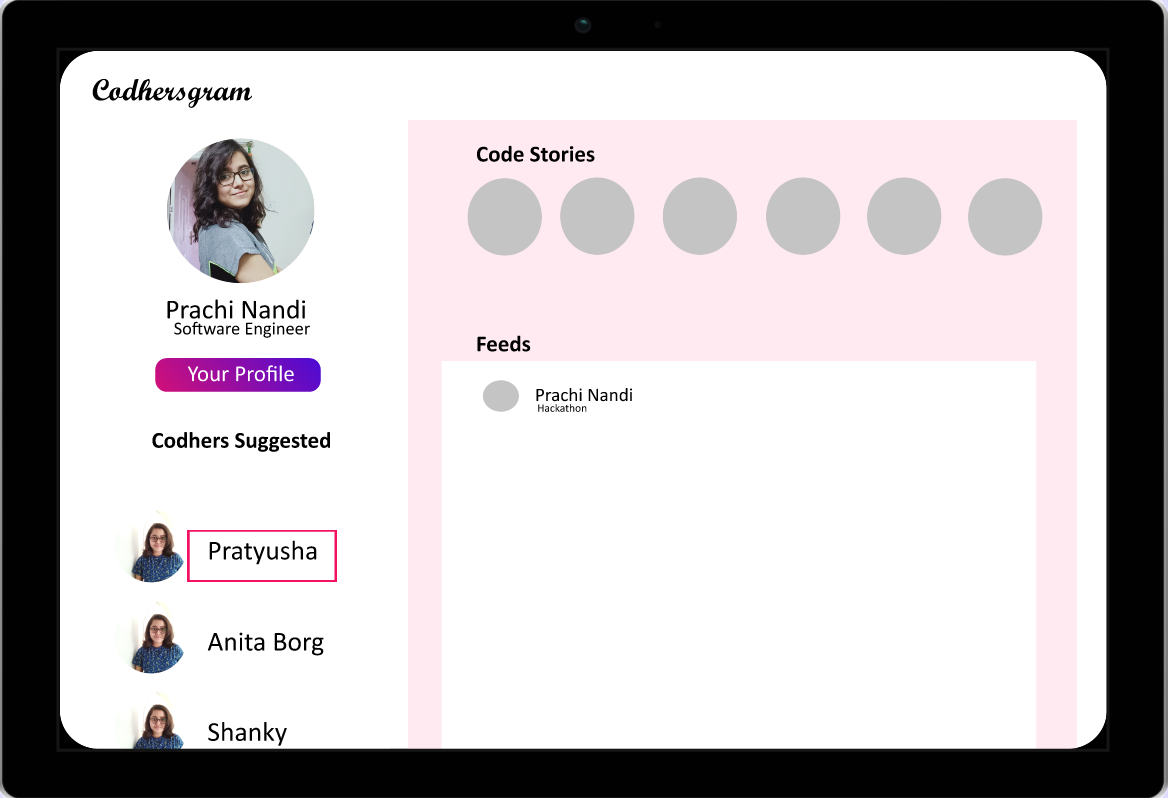 Codhersgram
Prachi Nandi
Software Engineer
Your Profile
Codhers Suggested
Pratyusha
Anita Borg
Shanky
Code Stories
Feeds
Prachi Nandi
Hackathon